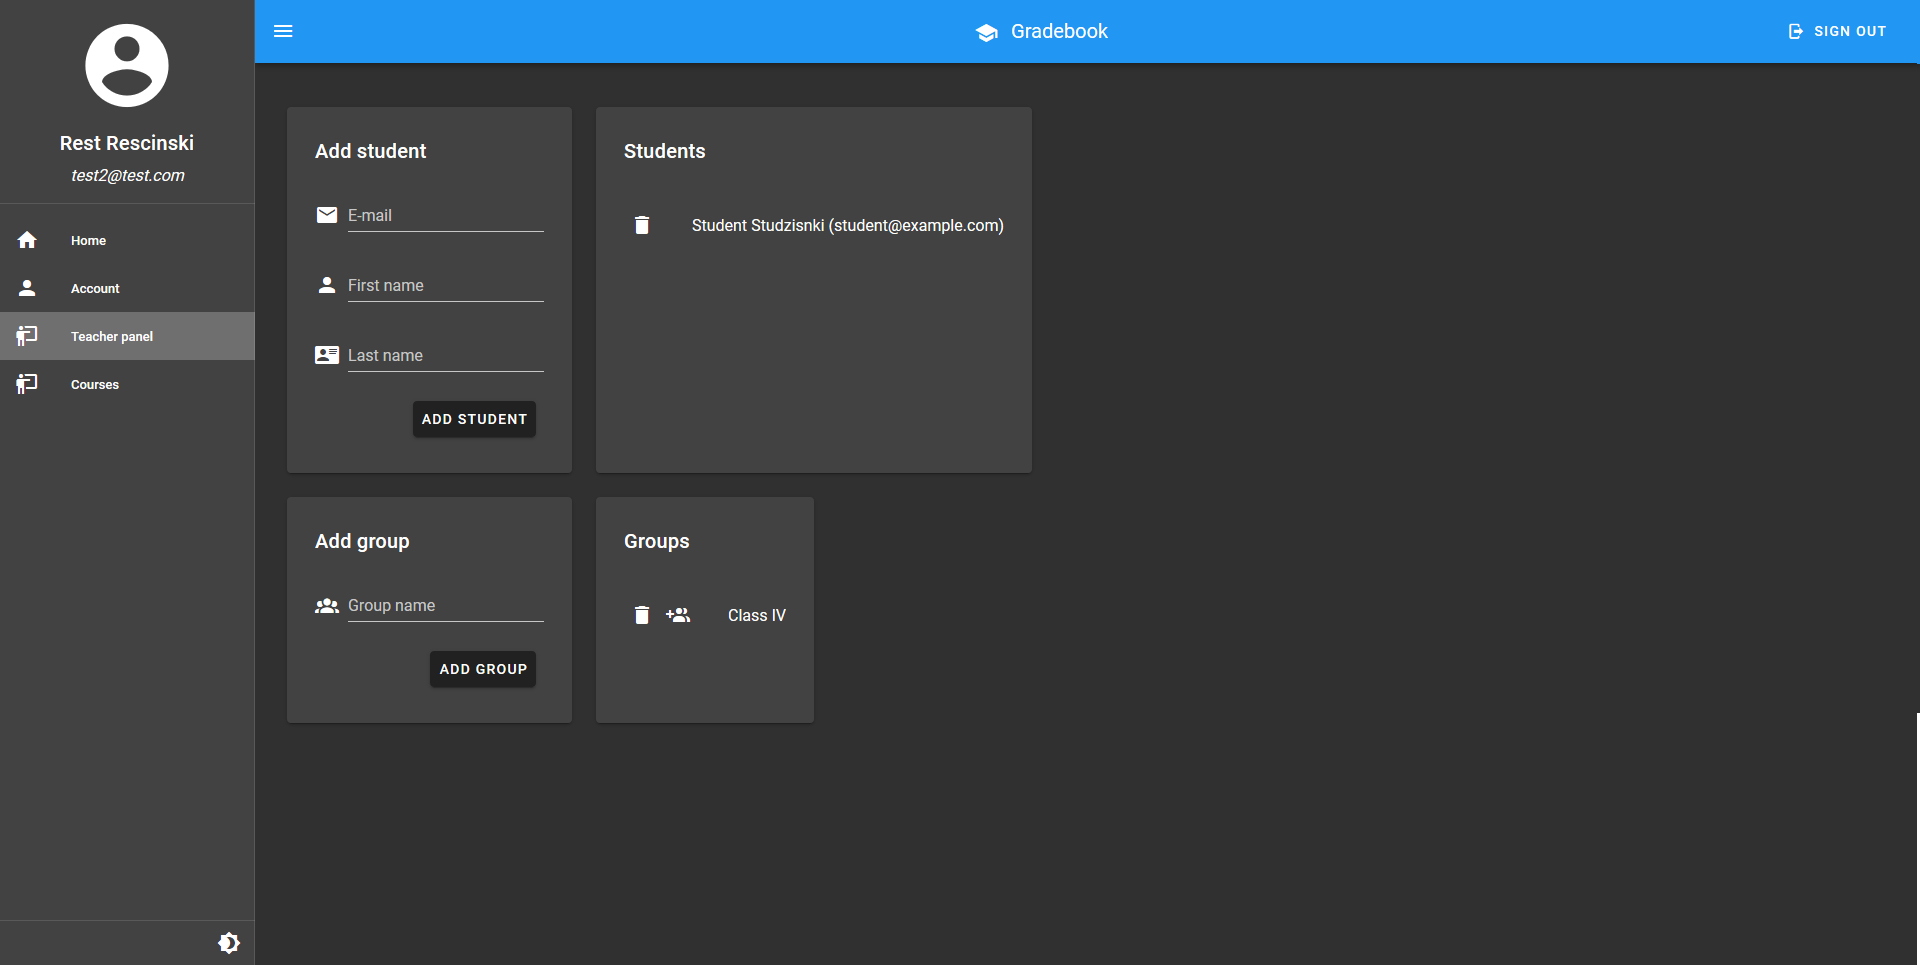 Gradebook
SIGN OUT
Rest Rescinski
test2@test.com
Home
Account
Teacher panel
Courses
Add student
E-mail
First name
Last name
ADD STUDENT
Students
Student Studzisnki (student@example.com)
Add group
Group name
ADD GROUP
Groups
Class IV